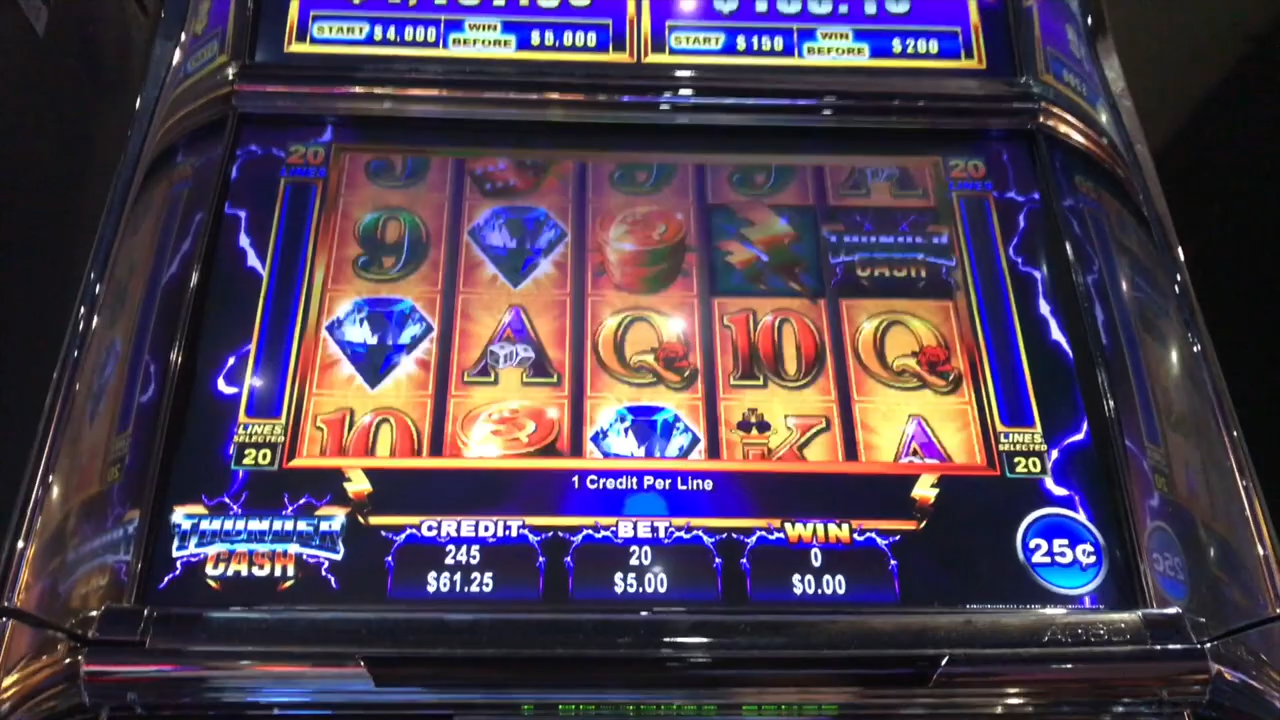 START $4,000 WIN BEFORE $5,000
START $150 WIN BEFORE $200
20 LINES
20 LINES
9
THUNDER CASH
A Q 10 Q
10 K A
LINES SELECTED 20
LINES SELECTED 20
1 Credit Per Line
THUNDER CASH
CREDIT BET WIN
245 20 0
$61.25 $5.00 $0.00
25¢